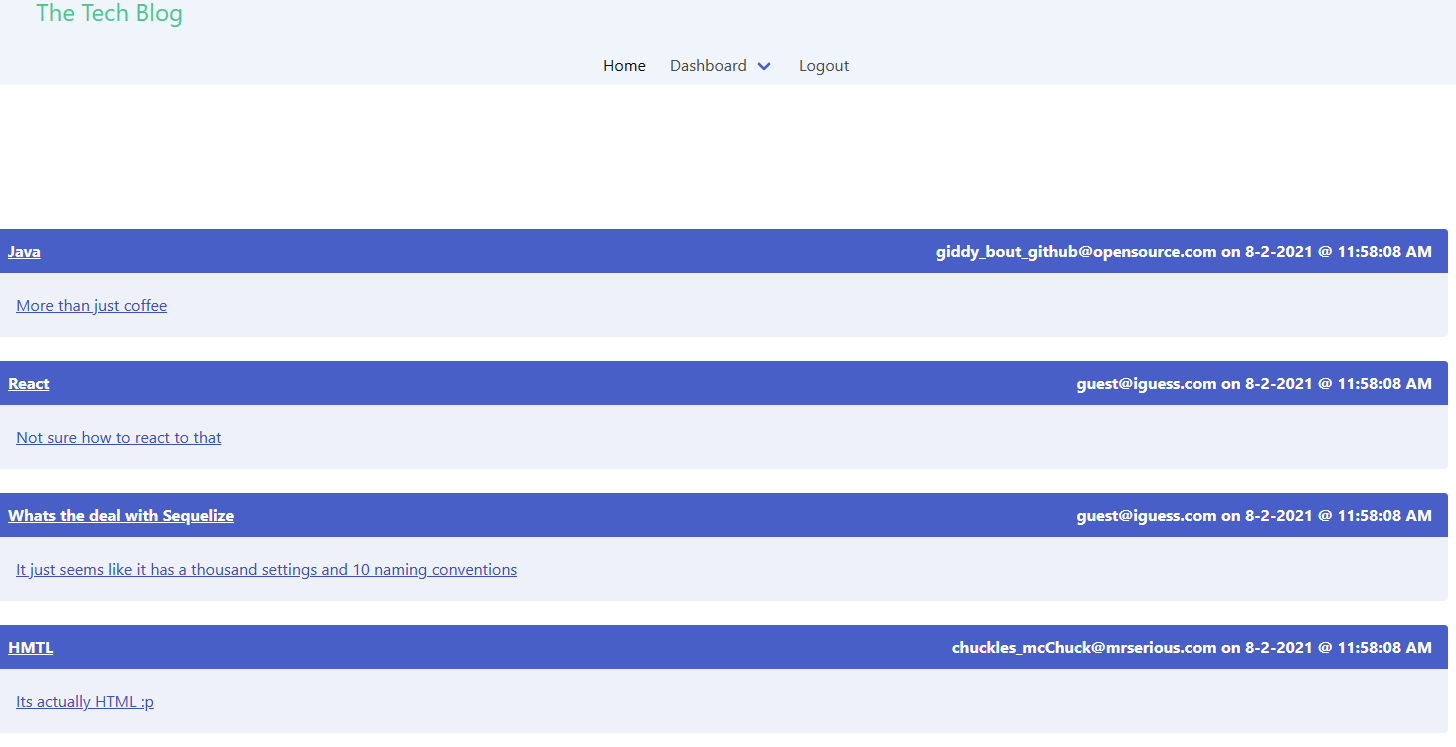 The Tech Blog
Home Dashboard Logout
Java giddy_bout_github@opensource.com on 8-2-2021 @ 11:58:08 AM
More than just coffee
React guest@iguess.com on 8-2-2021 @ 11:58:08 AM
Not sure how to react to that
Whats the deal with Sequelize guest@iguess.com on 8-2-2021 @ 11:58:08 AM
It just seems like it has a thousand settings and 10 naming conventions
HMTL chuckles_mcChuck@mrserious.com on 8-2-2021 @ 11:58:08 AM
Its actually HTML :p